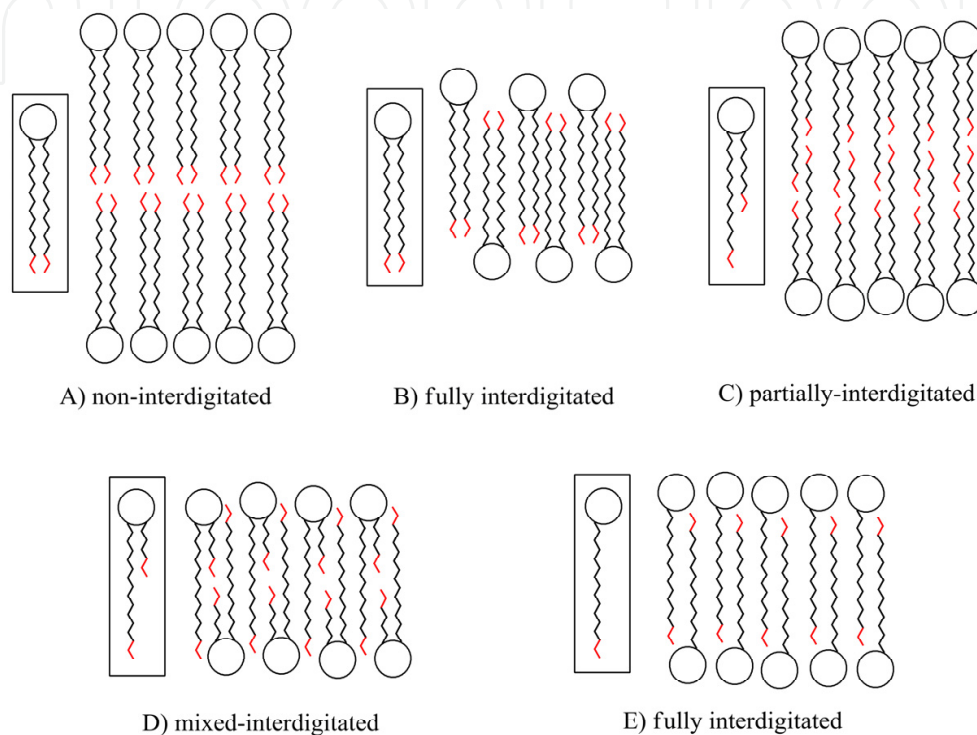 A) non-interdigitated
B) fully interdigitated
C) partially-interdigitated
D) mixed-interdigitated
E) fully interdigitated